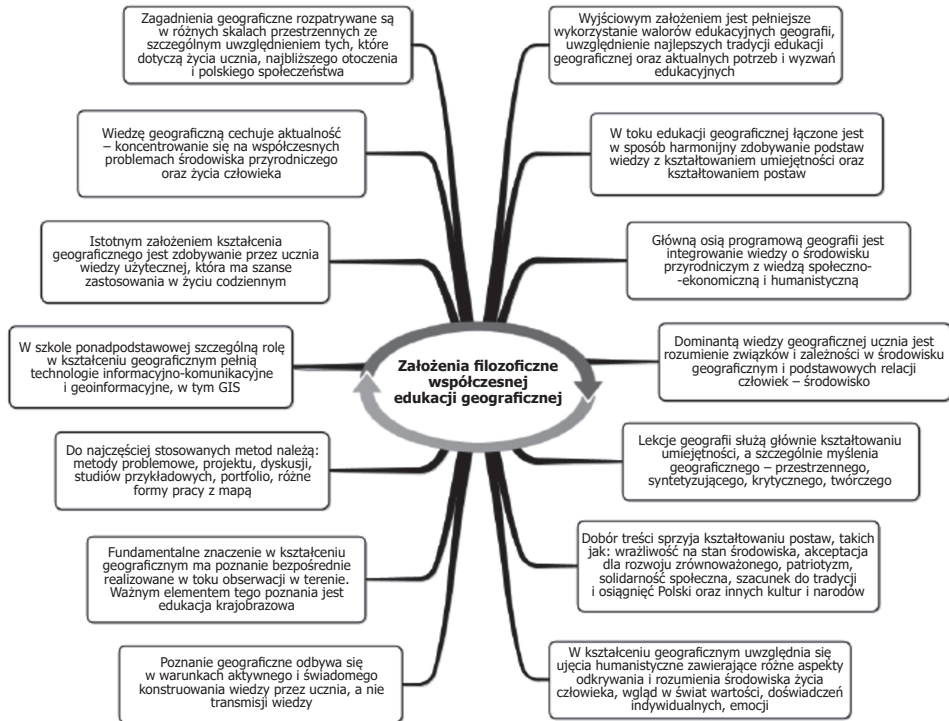 Zagadnienia geograficzne rozpatrywane są
w różnych skalach przestrzennych ze
szczególnym uwzględnieniem tych, które
dotyczą życia ucznia, najbliższego otoczenia
i polskiego społeczeństwa
Wiedzę geograficzną cechuje aktualność
– koncentrowanie się na współczesnych
problemach środowiska przyrodniczego
oraz życia człowieka
Istotnym założeniem kształcenia
geograficznego jest zdobywanie przez ucznia
wiedzy użytecznej, która ma szanse
zastosowania w życiu codziennym
W szkole ponadpodstawowej szczególną rolę
w kształceniu geograficznym pełnią
technologie informacyjno-komunikacyjne
i geoinformacyjne, w tym GIS
Do najczęściej stosowanych metod należą:
metody problemowe, projektu, dyskusji,
studiów przykładowych, portfolio, różne
formy pracy z mapą
Fundamentalne znaczenie w kształceniu
geograficznym ma poznanie bezpośrednie
realizowane w toku obserwacji w terenie.
Ważnym elementem tego poznania jest
edukacja krajobrazowa
Poznanie geograficzne odbywa się
w warunkach aktywnego i świadomego
konstruowania wiedzy przez ucznia, a nie
transmisji wiedzy
Założenia filozoficzne
współczesnej
edukacji geograficznej
Wyjściowym założeniem jest pełniejsze
wykorzystanie walorów edukacyjnych geografii,
uwzględnienie najlepszych tradycji edukacji
geograficznej oraz aktualnych potrzeb i wyzwań
edukacyjnych
W toku edukacji geograficznej łączone jest
w sposób harmonijny zdobywanie podstaw
wiedzy z kształtowaniem umiejętności oraz
kształtowaniem postaw
Główną osią programową geografii jest
integrowanie wiedzy o środowisku
przyrodniczym z wiedzą społeczno-
-ekonomiczną i humanistyczną
Dominantą wiedzy geograficznej ucznia jest
rozumienie związków i zależności w środowisku
geograficznym i podstawowych relacji
człowiek – środowisko
Lekcje geografii służą głównie kształtowaniu
umiejętności, a szczególnie myślenia
geograficznego – przestrzennego,
syntetyzującego, krytycznego, twórczego
Dobór treści sprzyja kształtowaniu postaw, takich
jak: wrażliwość na stan środowiska, akceptacja
dla rozwoju zrównoważonego, patriotyzm,
solidarność społeczna, szacunek do tradycji
i osiągnięć Polski oraz innych kultur i narodów
W kształceniu geograficznym uwzględnia się
ujęcia humanistyczne zawierające różne aspekty
odkrywania i rozumienia środowiska życia
człowieka, wgląd w świat wartości, doświadczeń
indywidualnych, emocji